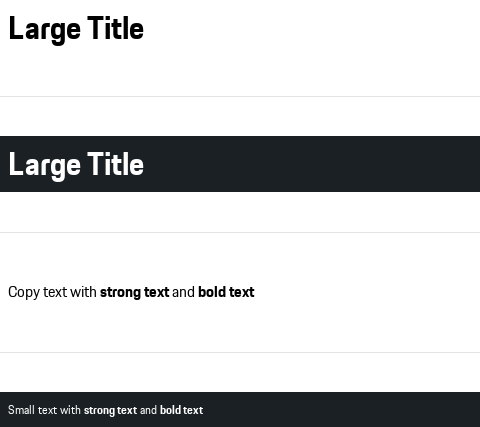 Large Title
Large Title
Copy text with strong text and bold text
Small text with strong text and bold text